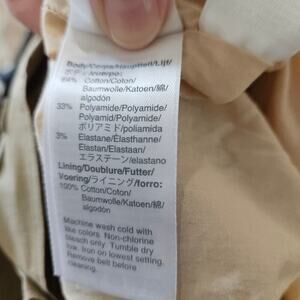 Body/Corps/Hauptteil/Lijf/
64% Cotton/Coton/
Baumwolle/Katoen/綿/
algodón
33% Polyamide/Polyamide/
Polyamid/Polyamide/
ポリアミド/poliamida
3% Elastane/Élasthanne/
Elastan/Elastaan/
エラステーン/elastano
Lining/Doublure/Futter/
Voering/ライニング/forro:
100% Cotton/Coton/
Baumwolle/Katoen/綿/
algodón
Machine wash cold with
like colors. Non-chlorine
bleach only. Tumble dry
low. Iron on lowest setting.
Remove belt before
cleaning.